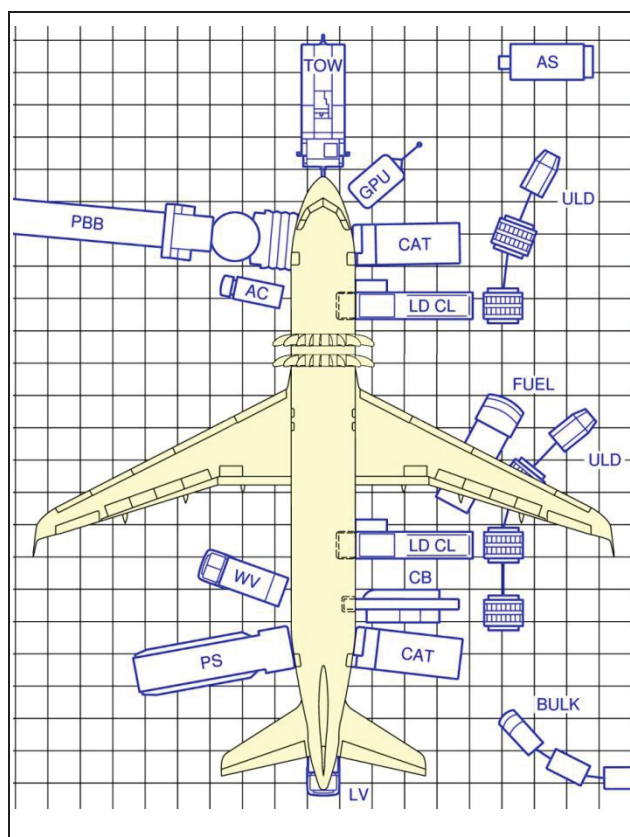 TOW
AS
GPU
ULD
PBB
CAT
AC
LD CL
FUEL
ULD
LD CL
WV
CB
PS
CAT
BULK
LV